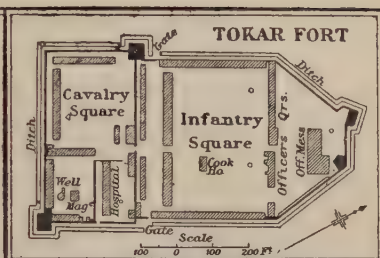 TOKAR FORT
Gate
Ditch
Cavalry
Square
Infantry
Square
Officers Qrs.
Off. Mess
Ditch
Cook
Ho.
Well
Mag
Hospital
Gate
Scale
100 0 100 200 Ft